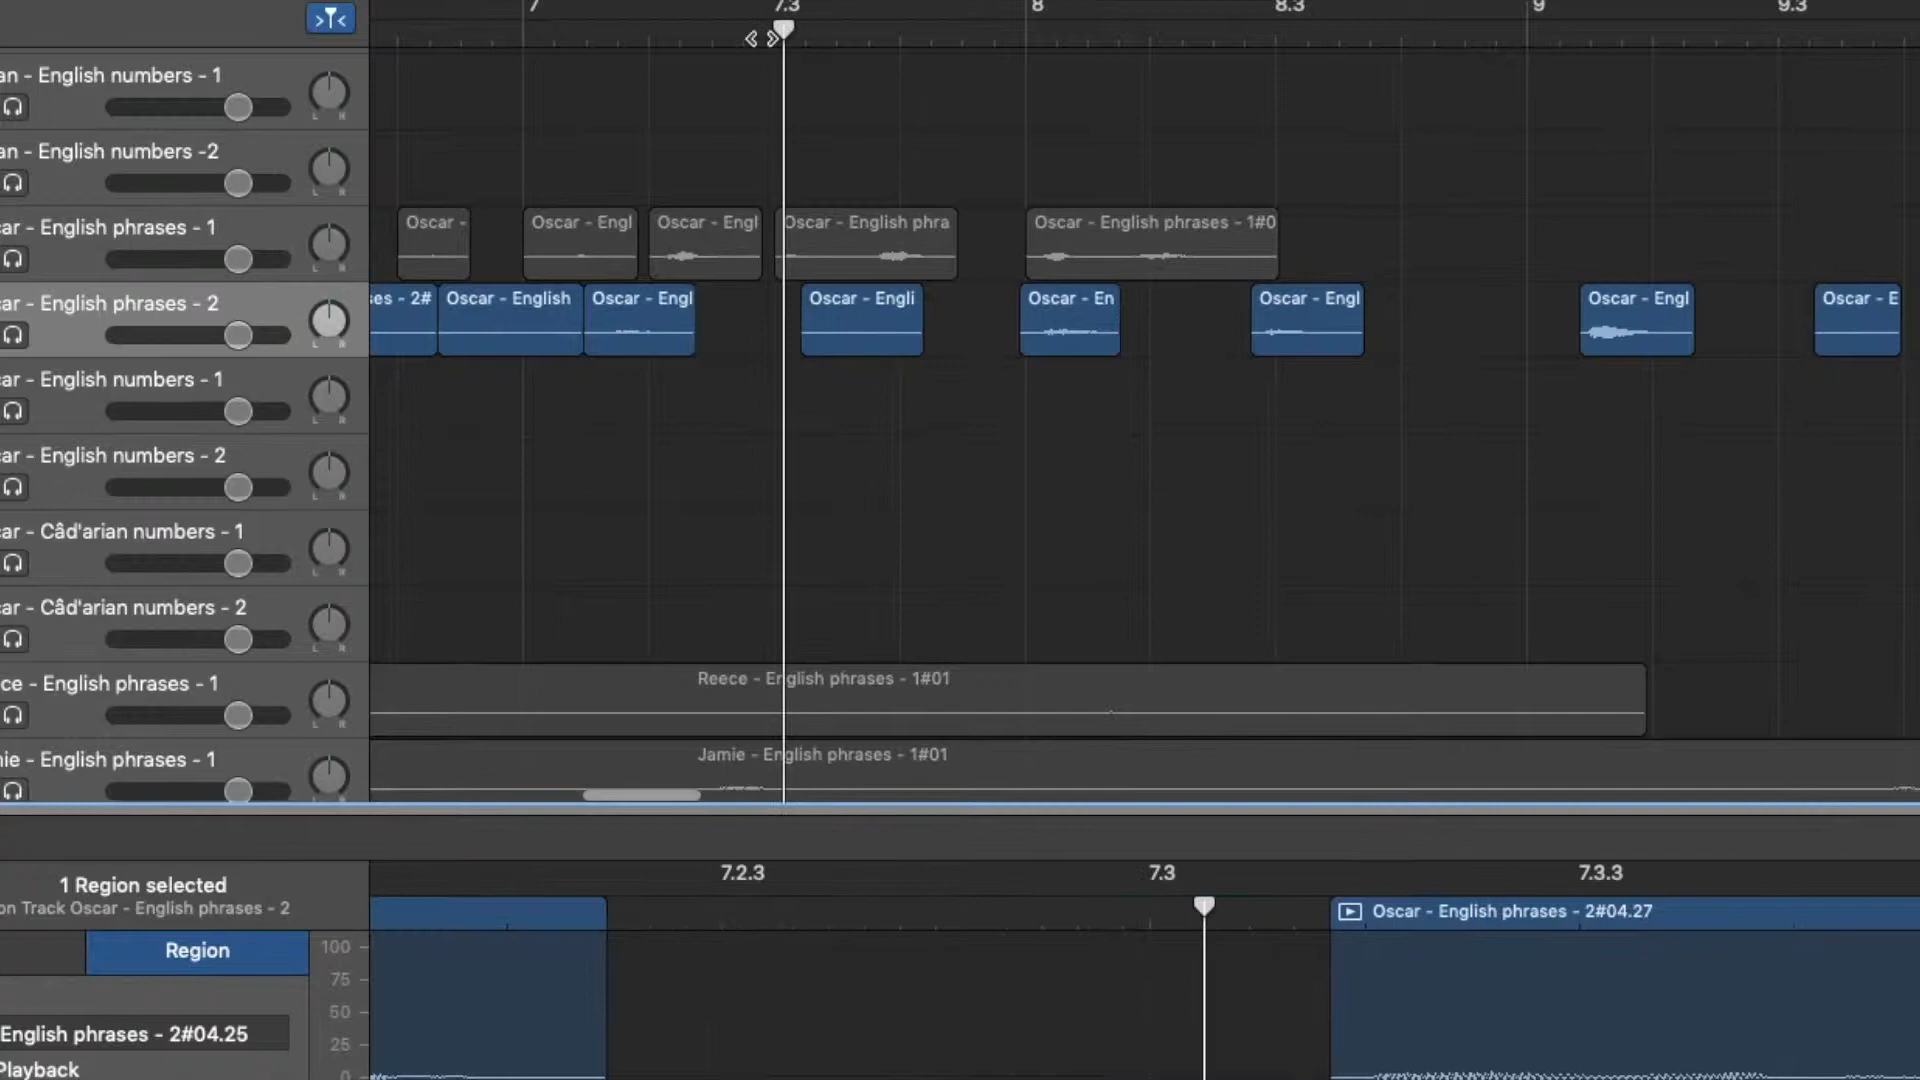 7 7.3 8 8.3 9 9.3
an - English numbers - 1
L R
an - English numbers -2
L R
ar - English phrases - 1
L R
Oscar - Oscar - Engl Oscar - Engl Oscar - English phra Oscar - English phrases - 1#0
ar - English phrases - 2
L R
ses - 2# Oscar - English Oscar - Engl Oscar - Engli Oscar - En Oscar - Engl Oscar - Engl Oscar - E
ar - English numbers - 1
L R
ar - English numbers - 2
L R
ar - Câd'arian numbers - 1
L R
ar - Câd'arian numbers - 2
L R
ce - English phrases - 1
L R
Reece - English phrases - 1#01
nie - English phrases - 1
L R
Jamie - English phrases - 1#01
7.2.3 7.3 7.3.3
1 Region selected
on Track Oscar - English phrases - 2
Oscar - English phrases - 2#04.27
Region
100
75
50
25
0
English phrases - 2#04.25
Playback